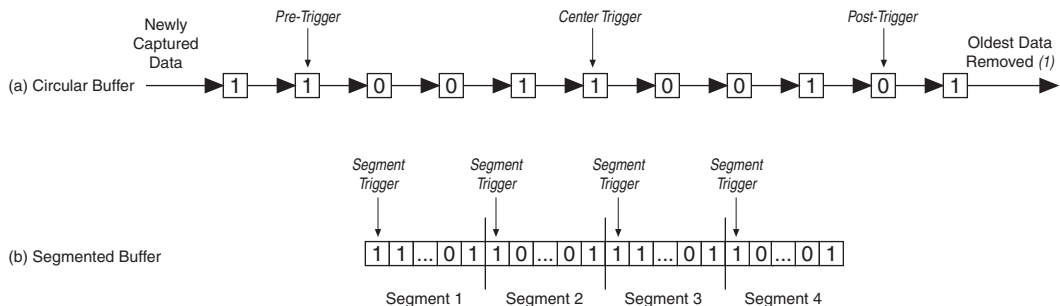 Newly
Captured
Data
Pre-Trigger
Center Trigger
Post-Trigger
Oldest Data
Removed (1)
(a) Circular Buffer
1 1 0 0 1 1 0 0 1 0 1
Segment
Trigger
Segment
Trigger
Segment
Trigger
Segment
Trigger
(b) Segmented Buffer
1 1 ... 0 1 1 0 ... 0 1 1 1 ... 0 1 1 0 ... 0 1
Segment 1 Segment 2 Segment 3 Segment 4